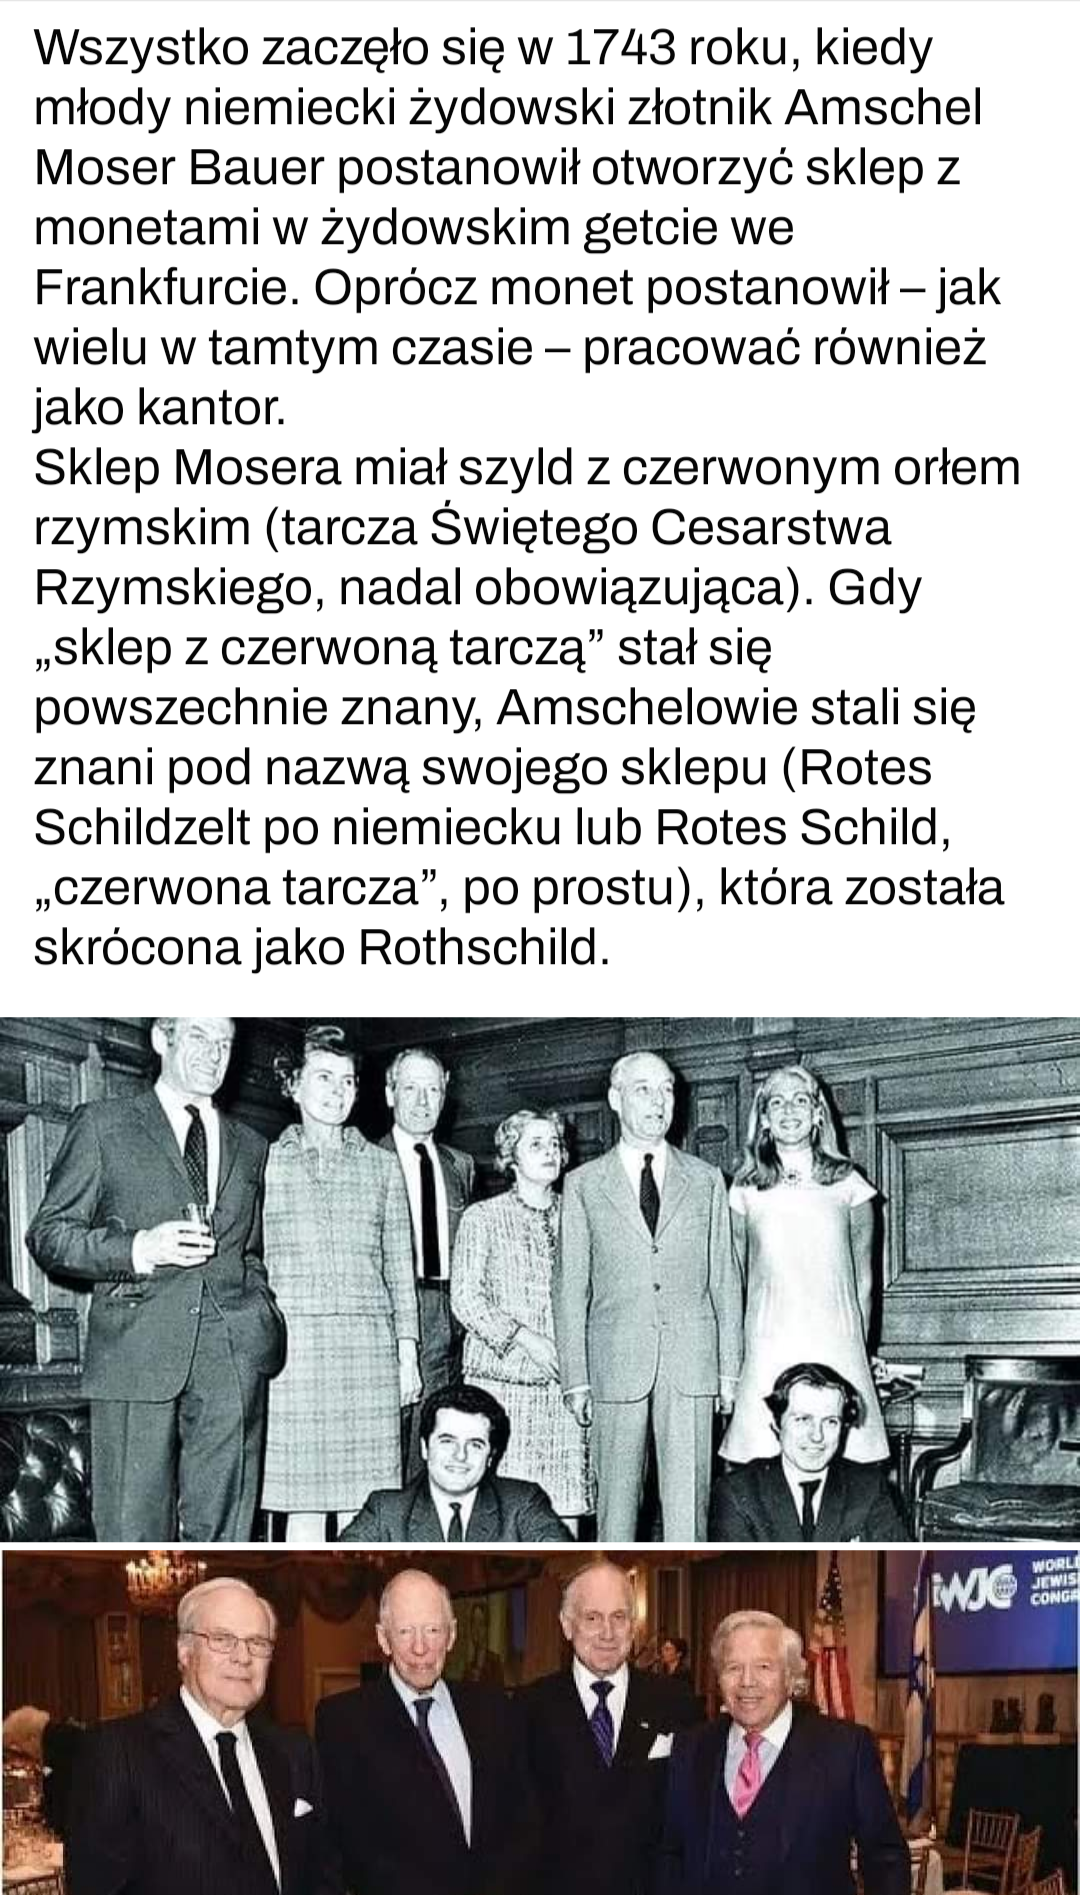 Wszystko zaczęło się w 1743 roku, kiedy
młody niemiecki żydowski złotnik Amschel
Moser Bauer postanowił otworzyć sklep z
monetami w żydowskim getcie we
Frankfurcie. Oprócz monet postanowił – jak
wielu w tamtym czasie – pracować również
jako kantor.
Sklep Mosera miał szyld z czerwonym orłem
rzymskim (tarcza Świętego Cesarstwa
Rzymskiego, nadal obowiązująca). Gdy
„sklep z czerwoną tarczą” stał się
powszechnie znany, Amschelowie stali się
znani pod nazwą swojego sklepu (Rotes
Schildzelt po niemiecku lub Rotes Schild,
„czerwona tarcza”, po prostu), która została
skrócona jako Rothschild.
WJC
WORL
JEWIS
CONG